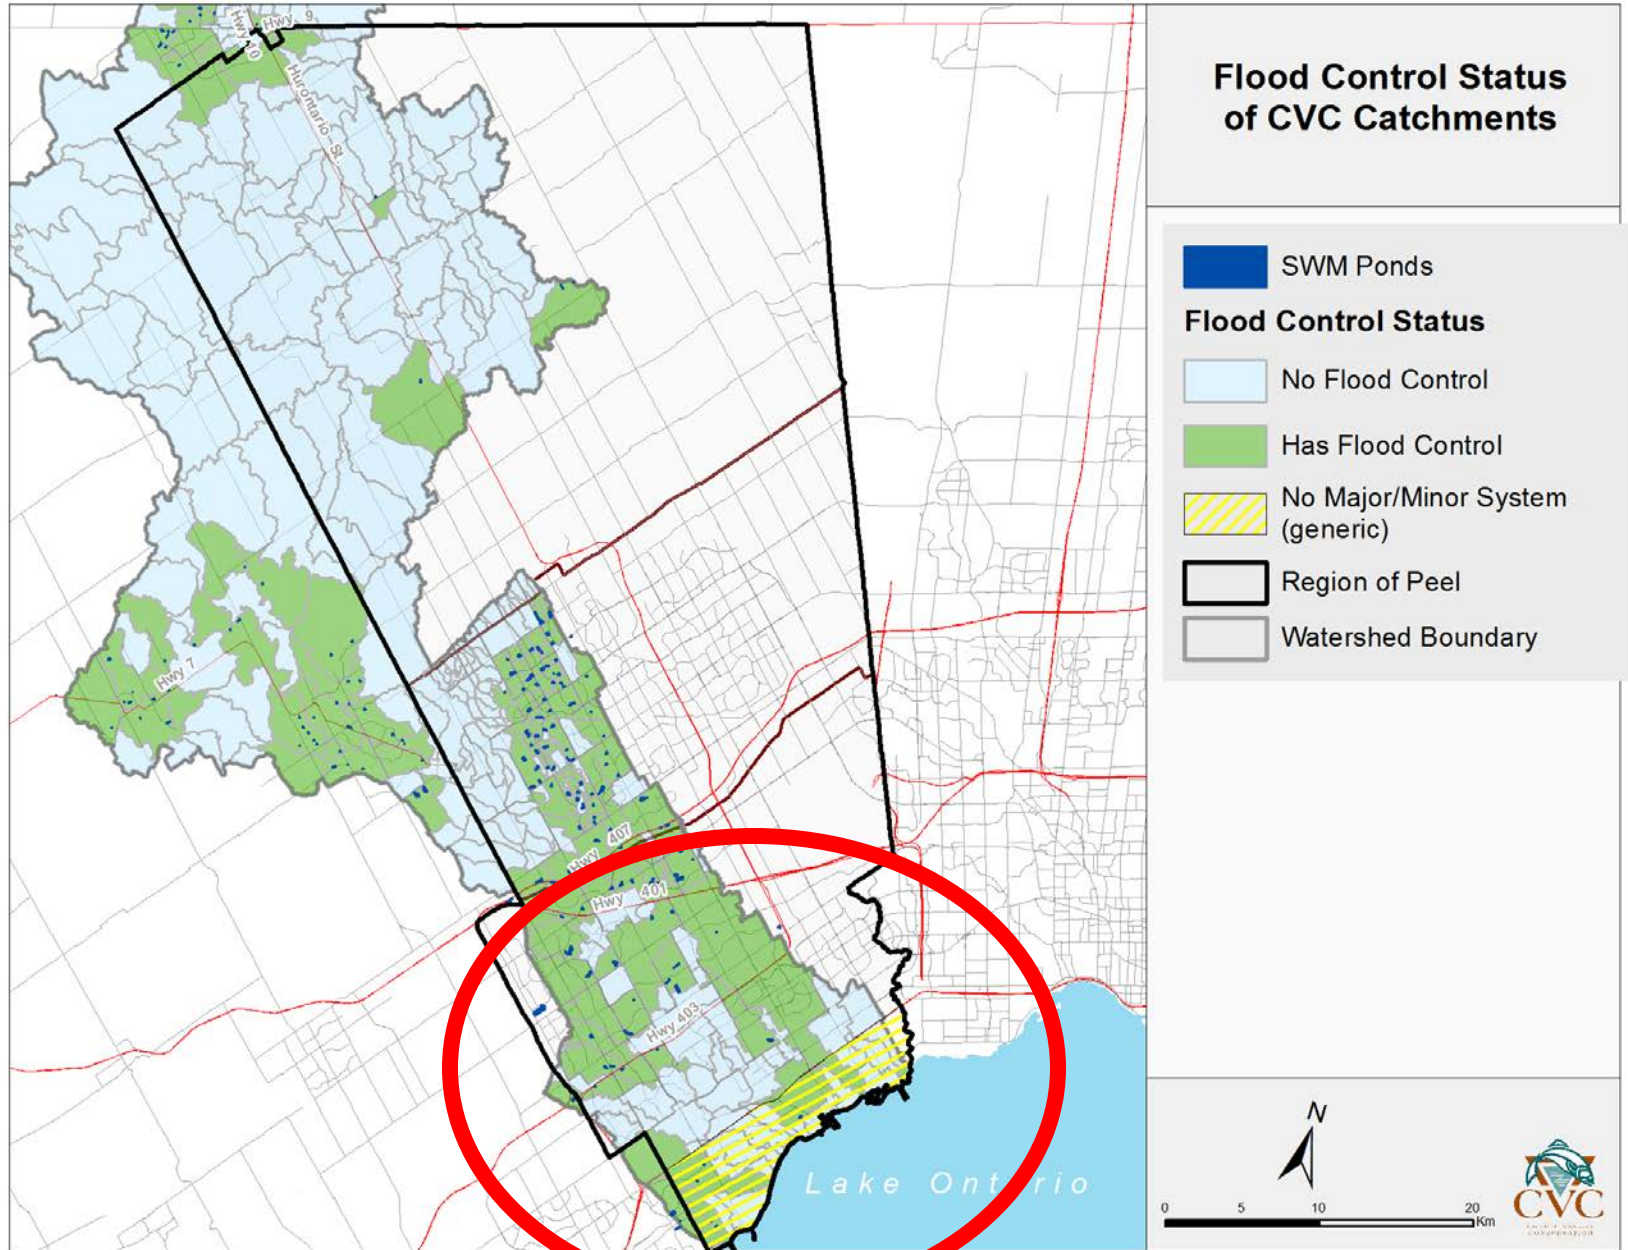 Flood Control Status
of CVC Catchments
SWM Ponds
Flood Control Status
No Flood Control
Has Flood Control
No Major/Minor System
(generic)
Region of Peel
Watershed Boundary
Hwy 9
Hwy 10
Hurontario St.
Hwy 7
Hwy 407
Hwy 401
Hwy 403
Lake Ontario
N
0 5 10 20
Km
CVC